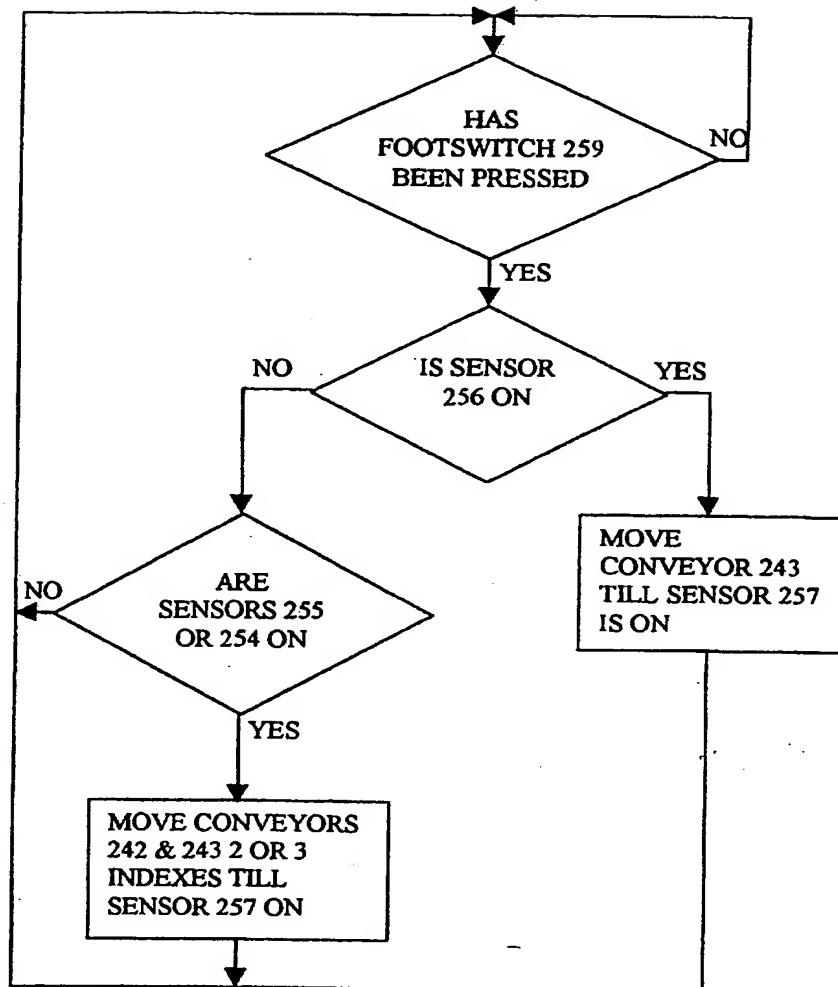 HAS
FOOTSWITCH 259
BEEN PRESSED
NO
YES
IS SENSOR
256 ON
NO
YES
ARE
SENSORS 255
OR 254 ON
NO
YES
MOVE
CONVEYOR 243
TILL SENSOR 257
IS ON
MOVE CONVEYORS
242 & 243 2 OR 3
INDEXES TILL
SENSOR 257 ON